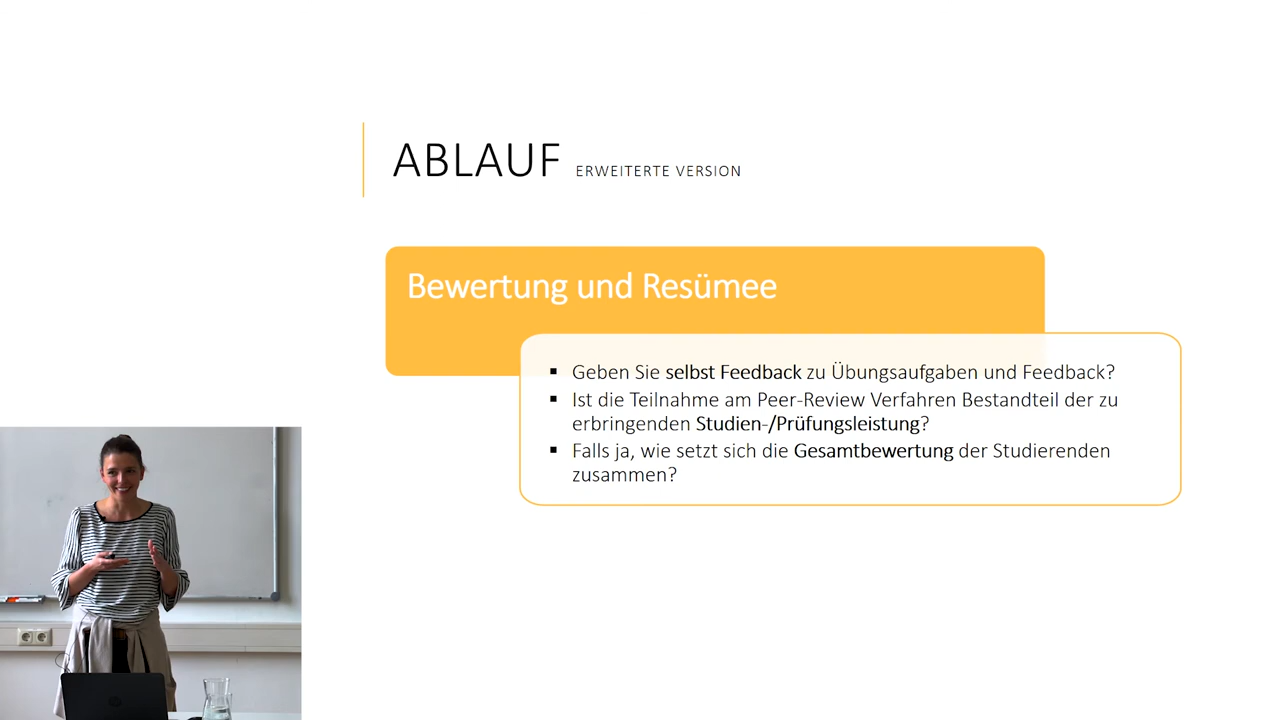 ABLAUF ERWEITERTE VERSION
Bewertung und Resümee
▪ Geben Sie selbst Feedback zu Übungsaufgaben und Feedback?
▪ Ist die Teilnahme am Peer-Review Verfahren Bestandteil der zu
erbringenden Studien-/Prüfungsleistung?
▪ Falls ja, wie setzt sich die Gesamtbewertung der Studierenden
zusammen?